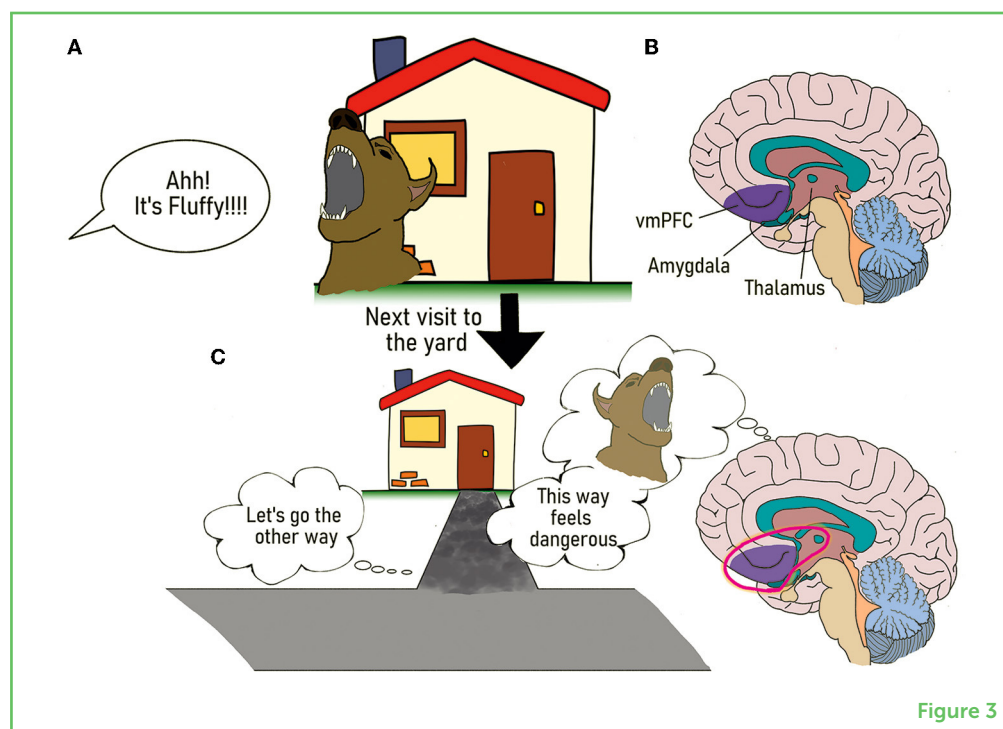 A
Ahh!
It's Fluffy!!!!
B
vmPFC
Amygdala
Thalamus
Next visit to
the yard
C
Let's go the
other way
This way
feels
dangerous
Figure 3